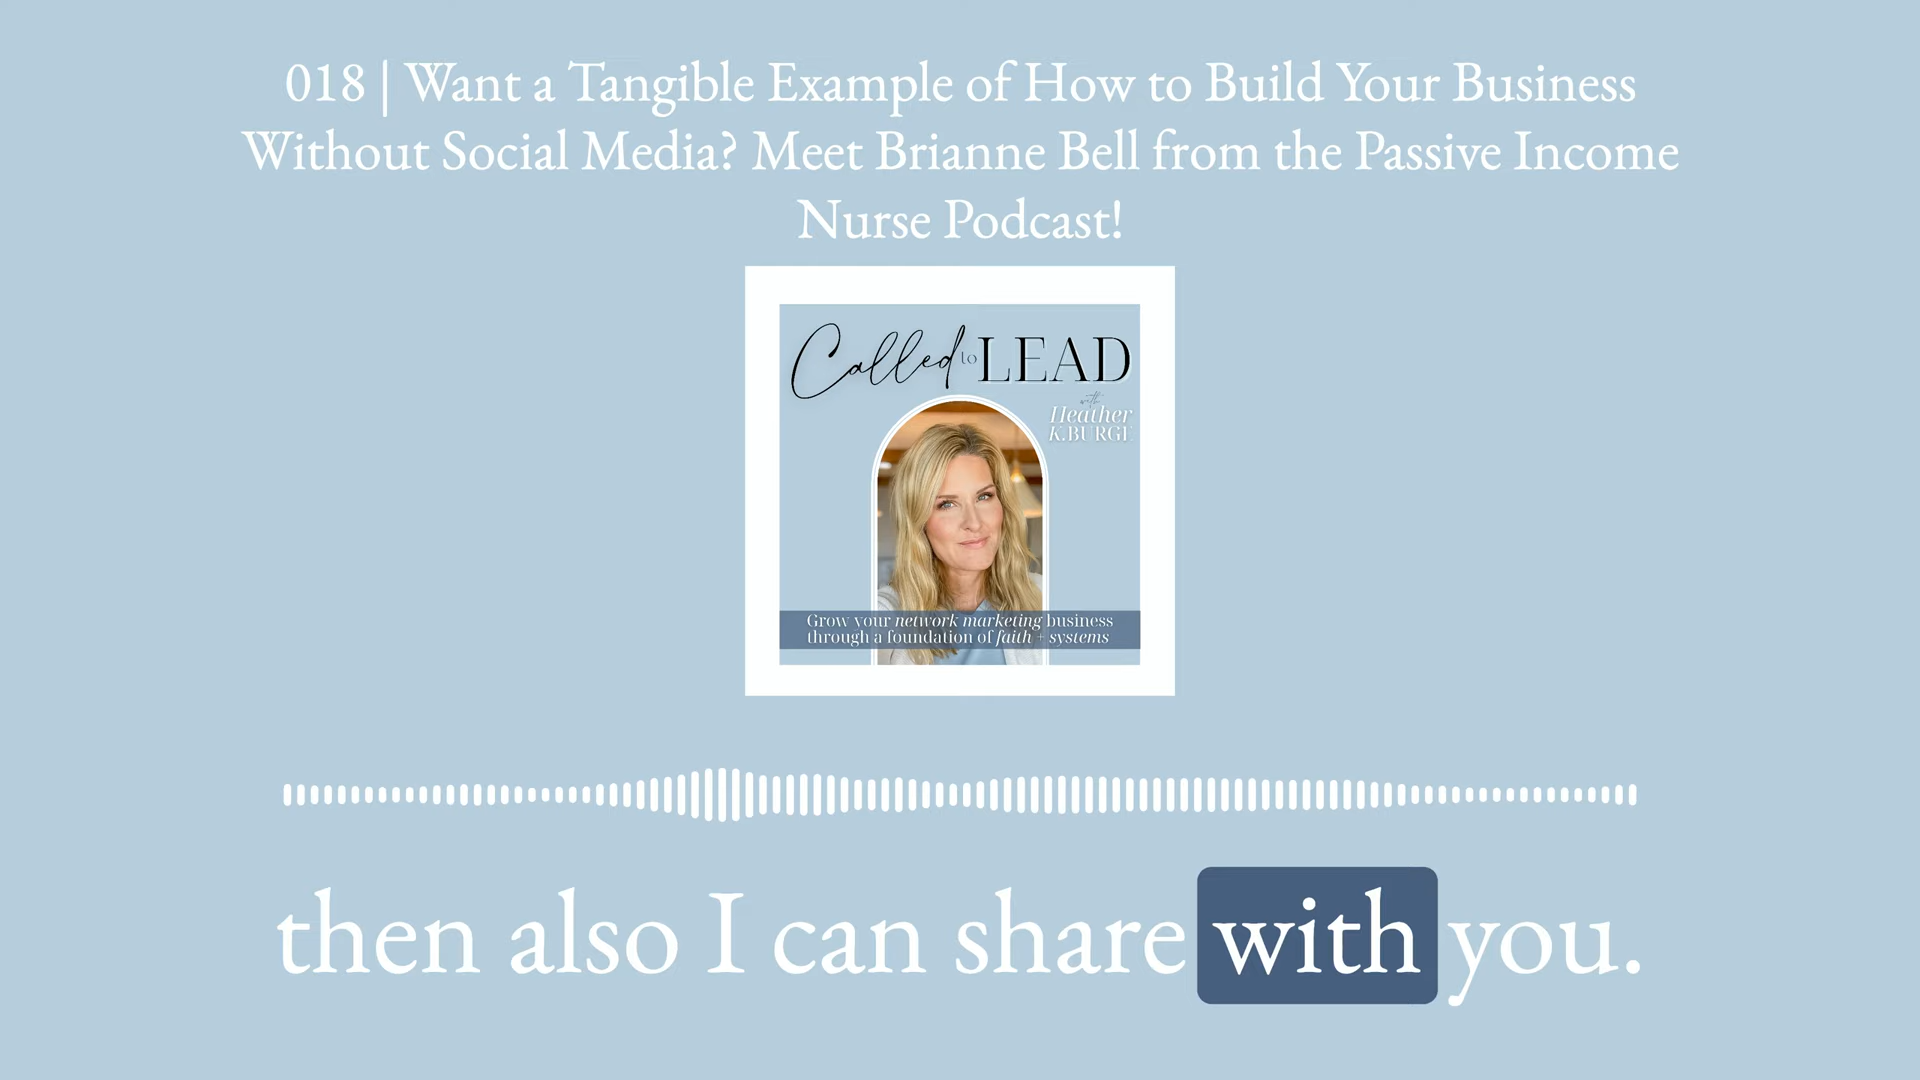 018 | Want a Tangible Example of How to Build Your Business
Without Social Media? Meet Brianne Bell from the Passive Income
Nurse Podcast!
Called to LEAD
with
Heather
K.BURGE
Grow your network marketing business
through a foundation of faith + systems
then also I can share with you.